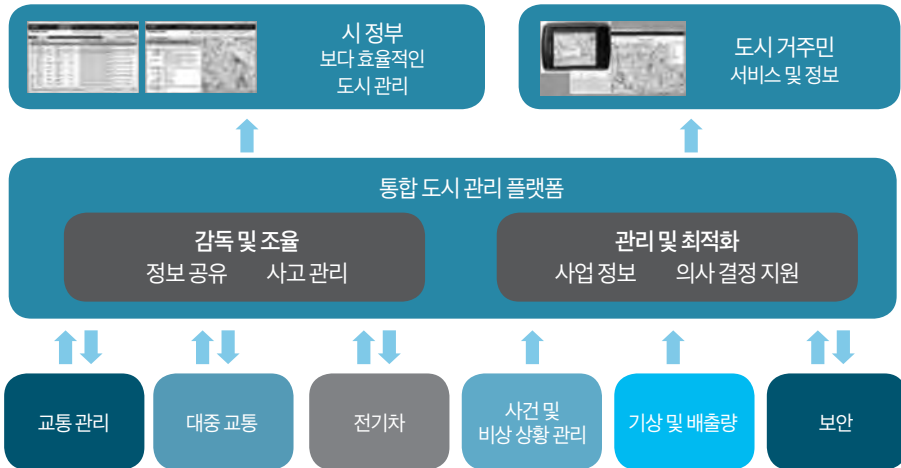 시 정부
보다 효율적인
도시 관리
도시 거주민
서비스 및 정보
통합 도시 관리 플랫폼
감독 및 조율
정보 공유 사고 관리
관리 및 최적화
사업 정보 의사 결정 지원
교통 관리
대중 교통
전기차
사건 및
비상 상황 관리
기상 및 배출량
보안